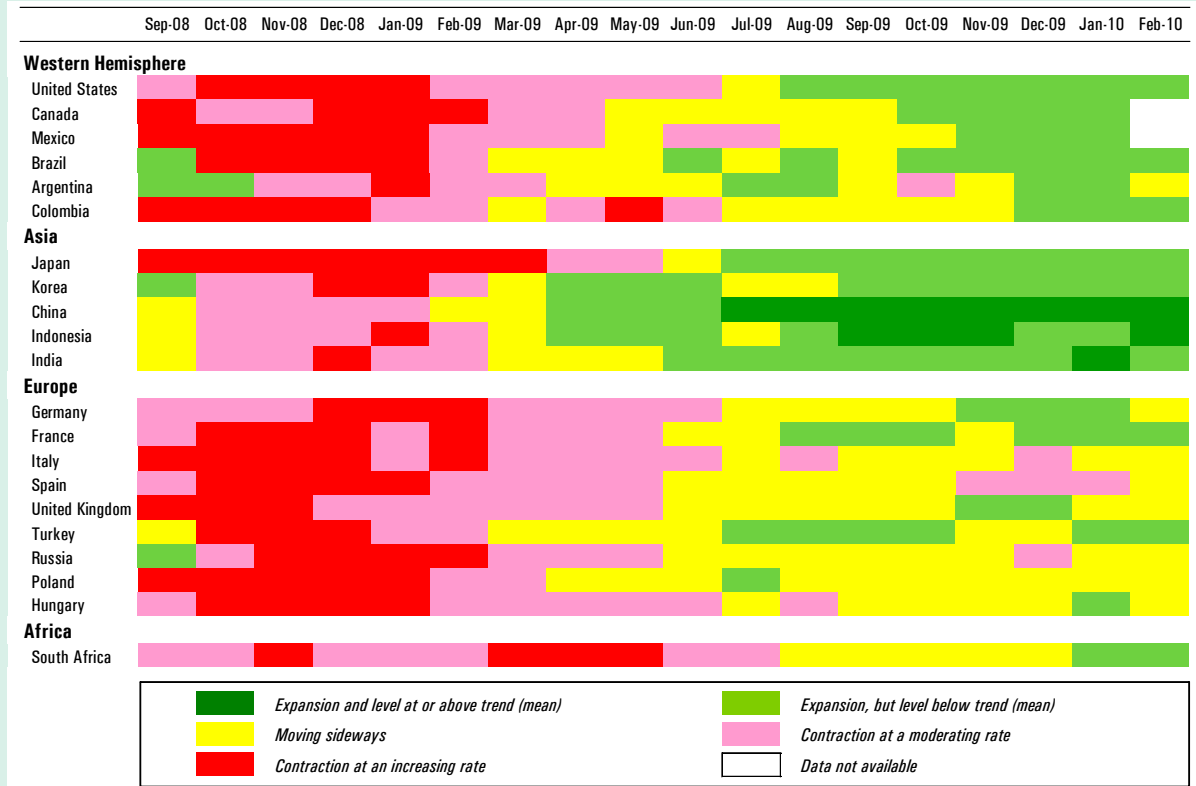 Sep-08 Oct-08 Nov-08 Dec-08 Jan-09 Feb-09 Mar-09 Apr-09 May-09 Jun-09 Jul-09 Aug-09 Sep-09 Oct-09 Nov-09 Dec-09 Jan-10 Feb-10
Western Hemisphere
United States
Canada
Mexico
Brazil
Argentina
Colombia
Asia
Japan
Korea
China
Indonesia
India
Europe
Germany
France
Italy
Spain
United Kingdom
Turkey
Russia
Poland
Hungary
Africa
South Africa
Expansion and level at or above trend (mean) Expansion, but level below trend (mean)
Moving sideways Contraction at a moderating rate
Contraction at an increasing rate Data not available